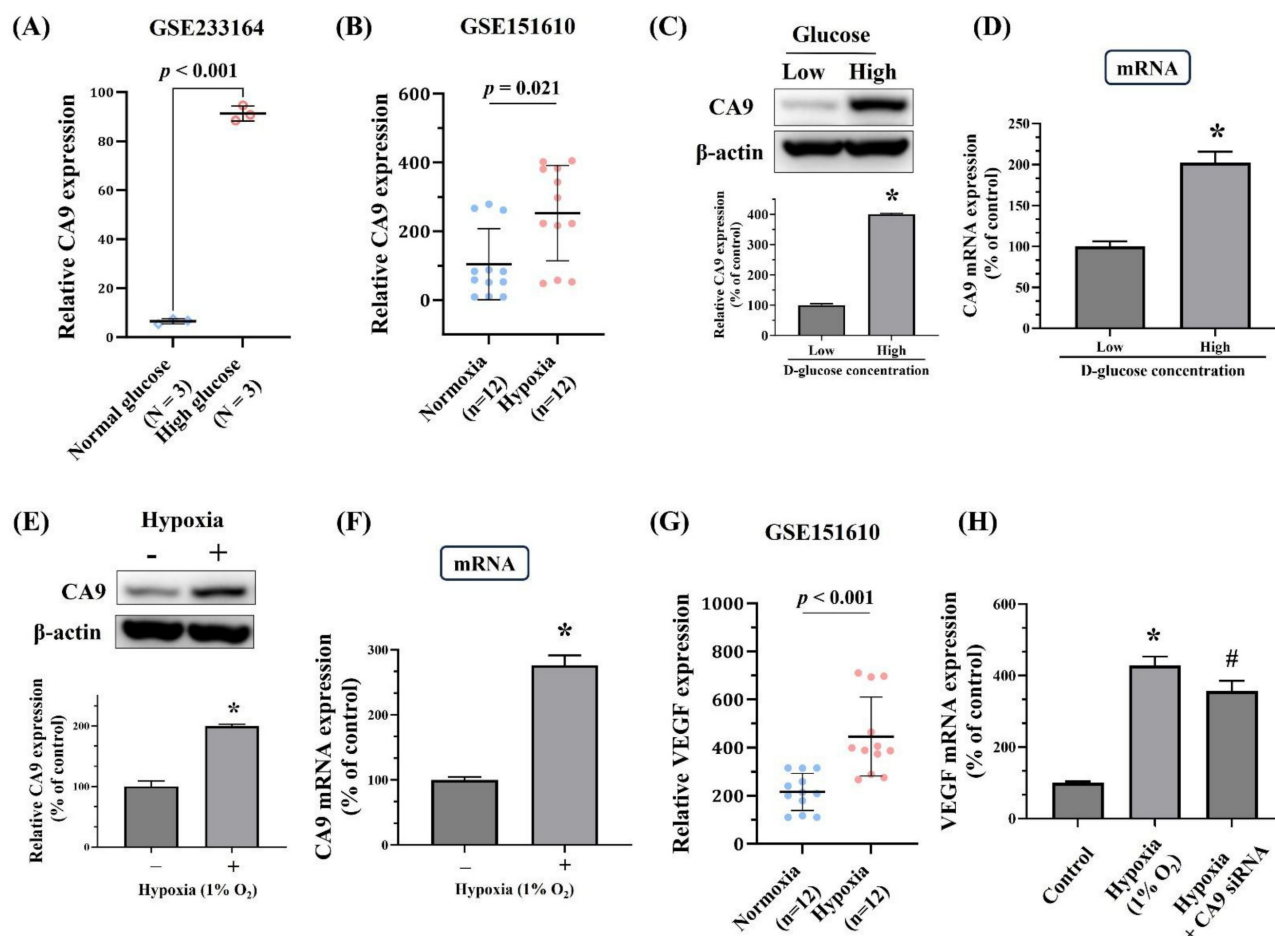 (A)
GSE233164
p < 0.001
Relative CA9 expression
100
80
60
40
20
0
Normal glucose
(N = 3)
High glucose
(N = 3)
(B)
GSE151610
p = 0.021
Relative CA9 expression
600
400
200
0
Normoxia
(n=12)
Hypoxia
(n=12)
(C)
Glucose
Low High
CA9
β-actin
Relative CA9 expression
(% of control)
*
400
300
200
100
0
Low High
D-glucose concentration
(D)
mRNA
CA9 mRNA expression
(% of control)
*
250
200
150
100
50
0
Low High
D-glucose concentration
(E)
Hypoxia
- +
CA9
β-actin
Relative CA9 expression
(% of control)
*
200
100
0
– +
Hypoxia (1% O₂)
(F)
mRNA
CA9 mRNA expression
(% of control)
*
300
200
100
0
– +
Hypoxia (1% O₂)
(G)
GSE151610
p < 0.001
Relative VEGF expression
1000
800
600
400
200
0
Normoxia
(n=12)
Hypoxia
(n=12)
(H)
VEGF mRNA expression
(% of control)
* #
600
400
200
0
Control
Hypoxia
(1% O₂)
Hypoxia
+ CA9 siRNA